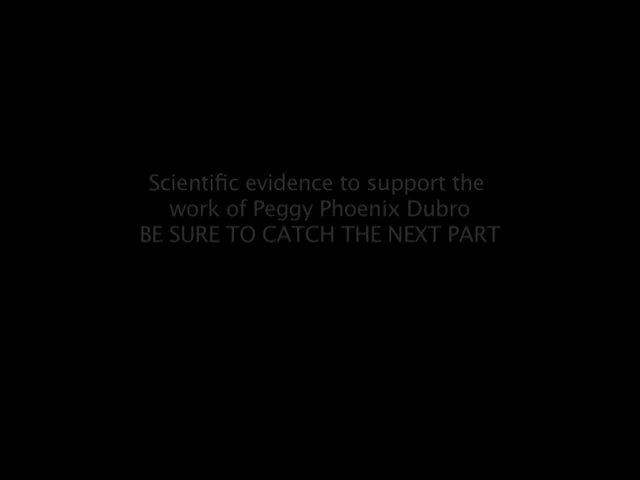 Scientific evidence to support the
work of Peggy Phoenix Dubro
BE SURE TO CATCH THE NEXT PART